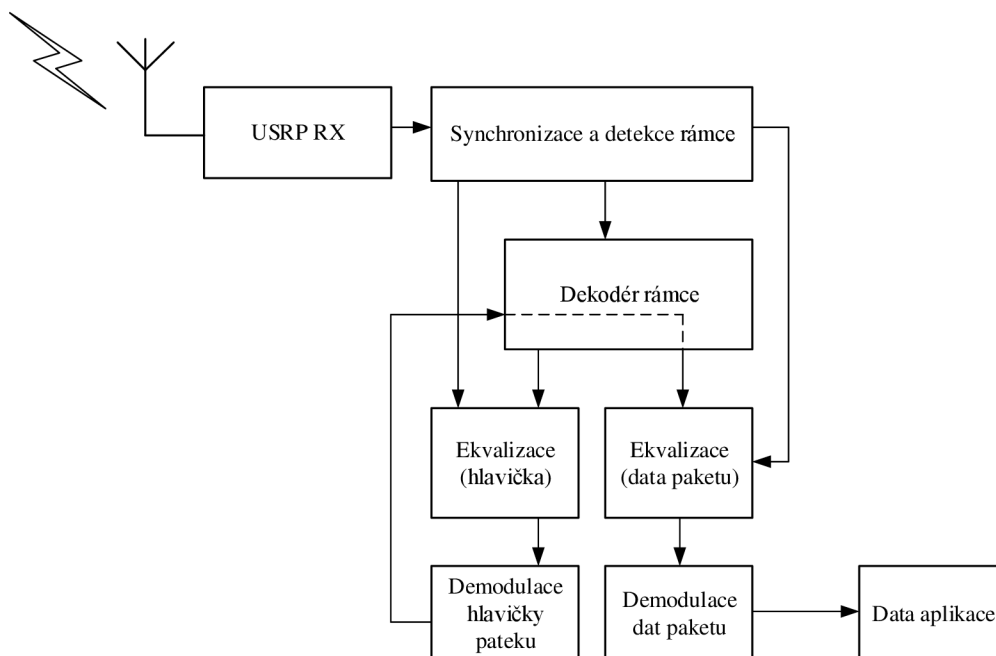 USRP RX
Synchronizace a detekce rámce
Dekodér rámce
Ekvalizace
(hlavička)
Ekvalizace
(data paketu)
Demodulace
hlavičky
pateku
Demodulace
dat paketu
Data aplikace